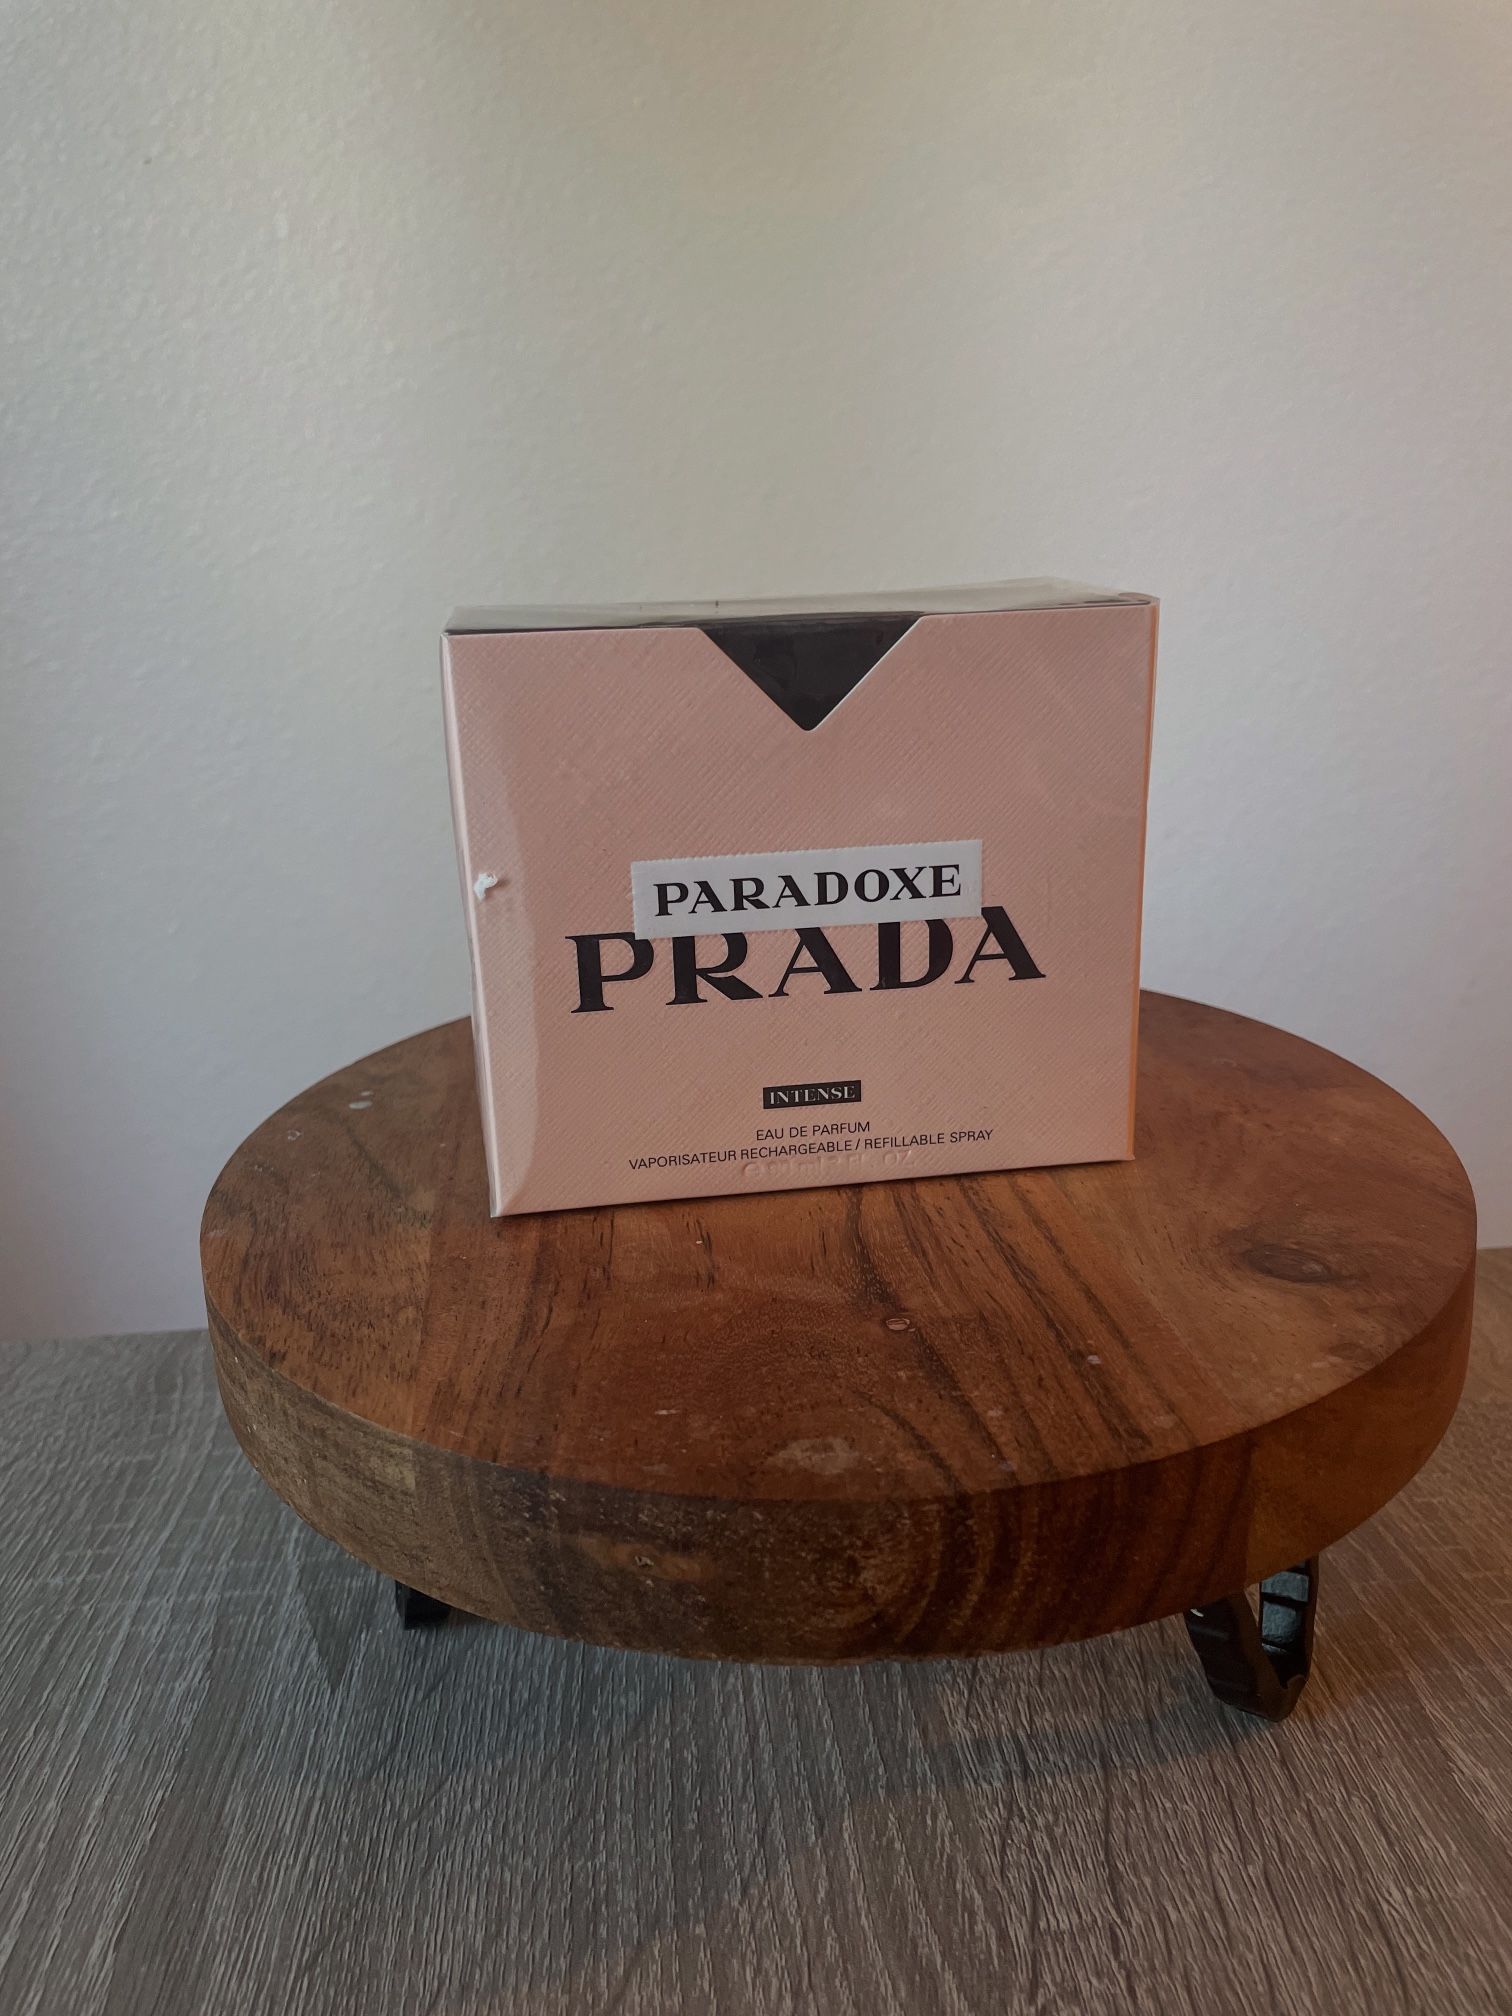 PARADOXE
PRADA
INTENSE
EAU DE PARFUM
VAPORISATEUR RECHARGEABLE / REFILLABLE SPRAY